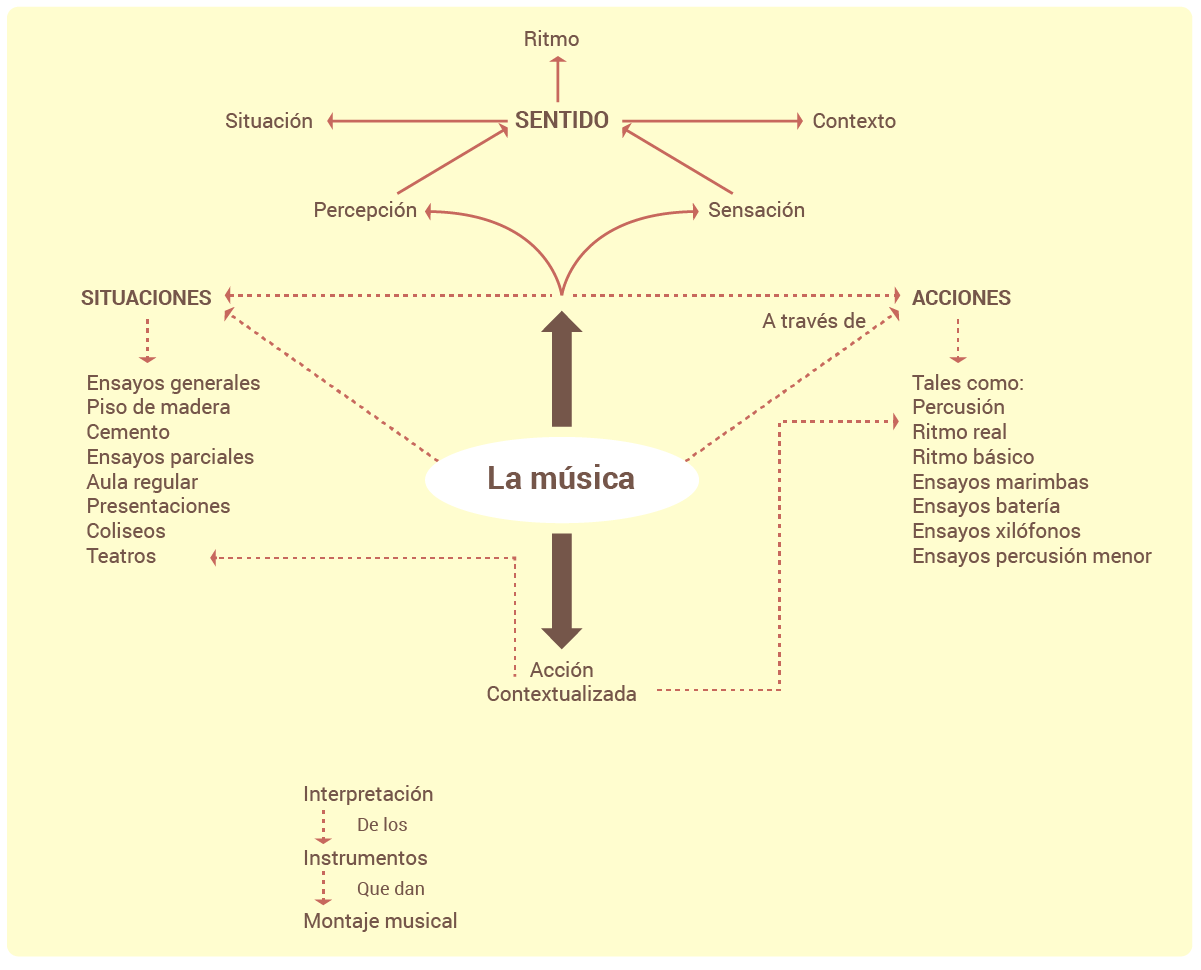 Ritmo
Situación
SENTIDO
Contexto
Percepción
Sensación
SITUACIONES
ACCIONES
A través de
Ensayos generales
Piso de madera
Cemento
Ensayos parciales
Aula regular
Presentaciones
Coliseos
Teatros
La música
Tales como:
Percusión
Ritmo real
Ritmo básico
Ensayos marimbas
Ensayos batería
Ensayos xilófonos
Ensayos percusión menor
Acción
Contextualizada
Interpretación
De los
Instrumentos
Que dan
Montaje musical